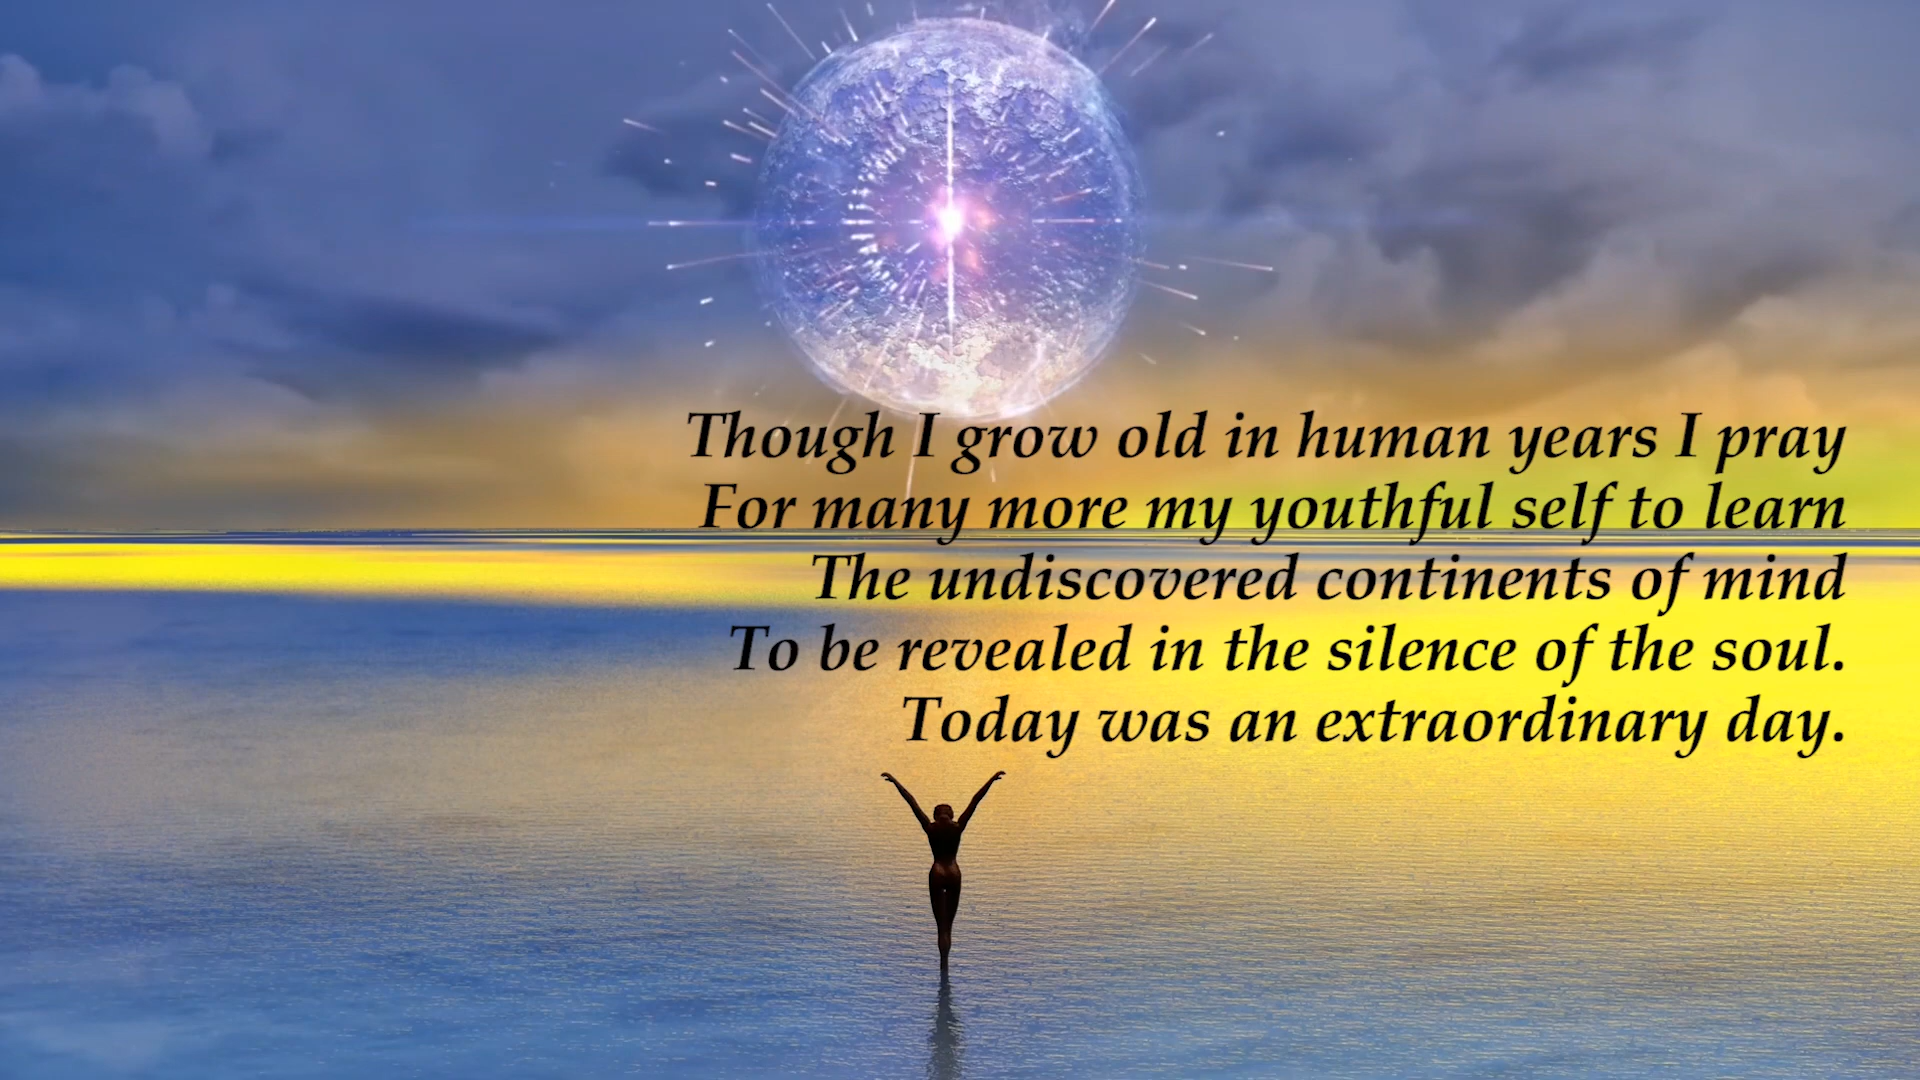 Though I grow old in human years I pray
For many more my youthful self to learn
The undiscovered continents of mind
To be revealed in the silence of the soul.
Today was an extraordinary day.